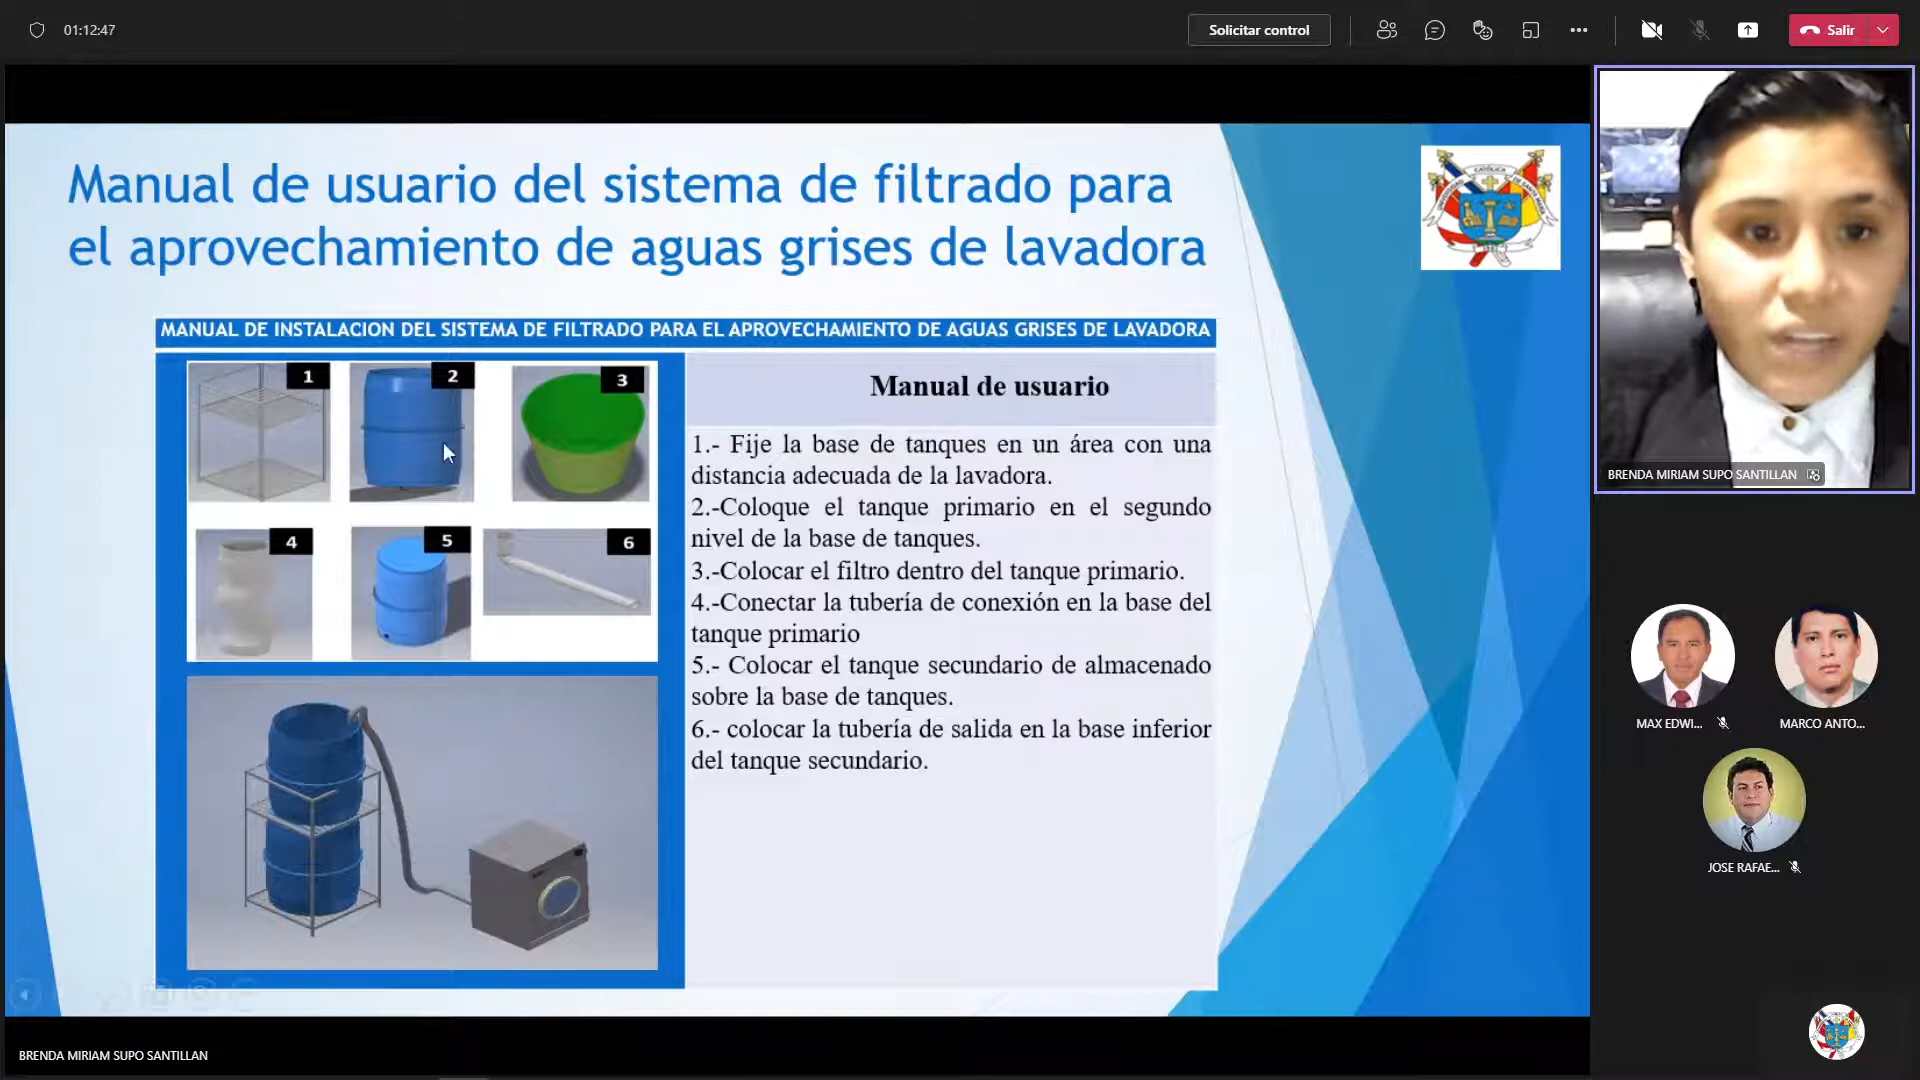 01:12:47
Solicitar control
Salir
Manual de usuario del sistema de filtrado para
el aprovechamiento de aguas grises de lavadora
MANUAL DE INSTALACION DEL SISTEMA DE FILTRADO PARA EL APROVECHAMIENTO DE AGUAS GRISES DE LAVADORA
1
2
3
4
5
6
Manual de usuario
1.- Fije la base de tanques en un área con una
distancia adecuada de la lavadora.
2.-Coloque el tanque primario en el segundo
nivel de la base de tanques.
3.-Colocar el filtro dentro del tanque primario.
4.-Conectar la tubería de conexión en la base del
tanque primario
5.- Colocar el tanque secundario de almacenado
sobre la base de tanques.
6.- colocar la tubería de salida en la base inferior
del tanque secundario.
BRENDA MIRIAM SUPO SANTILLAN
MAX EDWI...
MARCO ANTO...
JOSE RAFAE...
BRENDA MIRIAM SUPO SANTILLAN